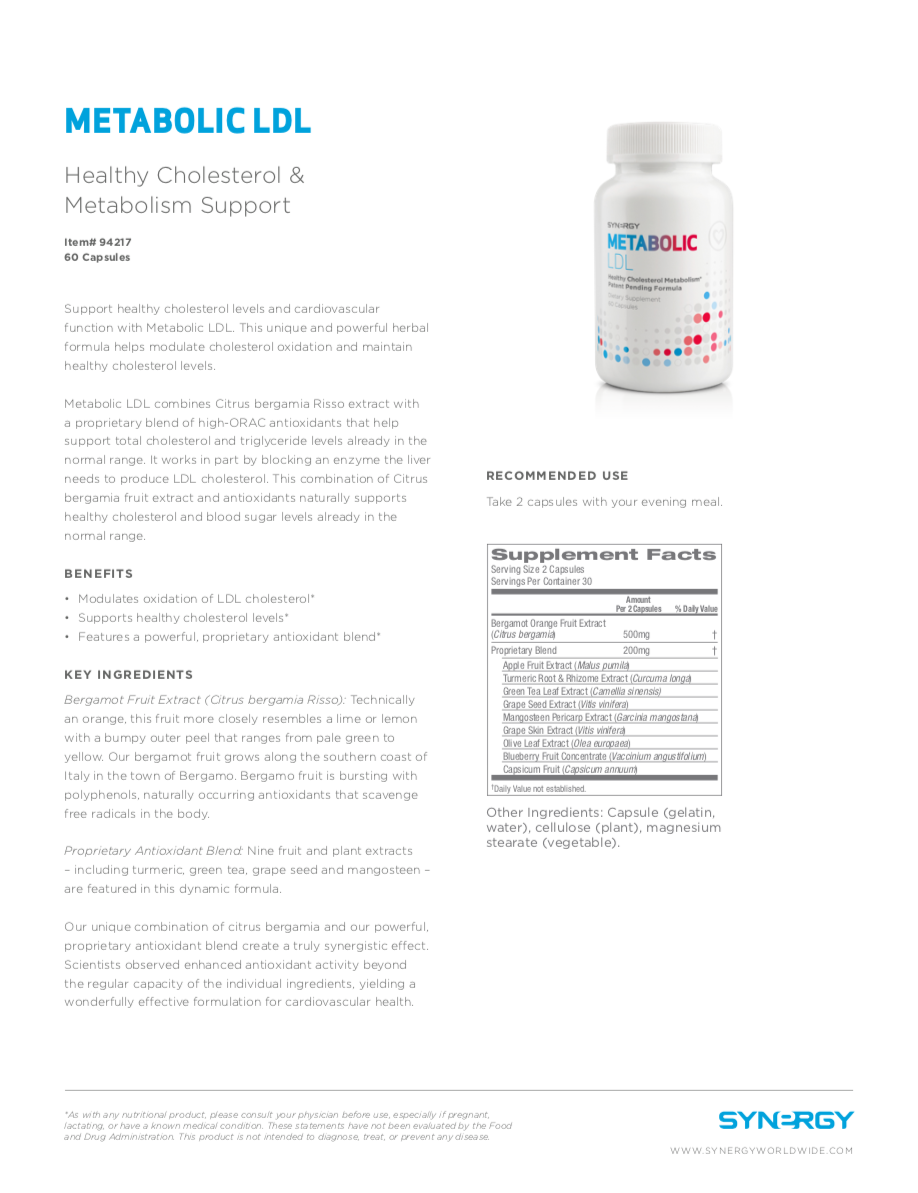 METABOLIC LDL
Healthy Cholesterol &
Metabolism Support
Item# 94217
60 Capsules
Support healthy cholesterol levels and cardiovascular
function with Metabolic LDL. This unique and powerful herbal
formula helps modulate cholesterol oxidation and maintain
healthy cholesterol levels.
Metabolic LDL combines Citrus bergamia Risso extract with
a proprietary blend of high-ORAC antioxidants that help
support total cholesterol and triglyceride levels already in the
normal range. It works in part by blocking an enzyme the liver
needs to produce LDL cholesterol. This combination of Citrus
bergamia fruit extract and antioxidants naturally supports
healthy cholesterol and blood sugar levels already in the
normal range.
BENEFITS
• Modulates oxidation of LDL cholesterol*
• Supports healthy cholesterol levels*
• Features a powerful, proprietary antioxidant blend*
KEY INGREDIENTS
Bergamot Fruit Extract (Citrus bergamia Risso): Technically
an orange, this fruit more closely resembles a lime or lemon
with a bumpy outer peel that ranges from pale green to
yellow. Our bergamot fruit grows along the southern coast of
Italy in the town of Bergamo. Bergamo fruit is bursting with
polyphenols, naturally occurring antioxidants that scavenge
free radicals in the body.
Proprietary Antioxidant Blend: Nine fruit and plant extracts
– including turmeric, green tea, grape seed and mangosteen –
are featured in this dynamic formula.
Our unique combination of citrus bergamia and our powerful,
proprietary antioxidant blend create a truly synergistic effect.
Scientists observed enhanced antioxidant activity beyond
the regular capacity of the individual ingredients, yielding a
wonderfully effective formulation for cardiovascular health.
SYNERGY
METABOLIC
LDL
Healthy Cholesterol Metabolism*
Patent Pending Formula
Dietary Supplement
60 Capsules
RECOMMENDED USE
Take 2 capsules with your evening meal.
Supplement Facts
Serving Size 2 Capsules
Servings Per Container 30
Amount
Per 2 Capsules % Daily Value
Bergamot Orange Fruit Extract
(Citrus bergamia) 500mg †
Proprietary Blend 200mg †
Apple Fruit Extract (Malus pumila)
Turmeric Root & Rhizome Extract (Curcuma longa)
Green Tea Leaf Extract (Camellia sinensis)
Grape Seed Extract (Vitis vinifera)
Mangosteen Pericarp Extract (Garcinia mangostana)
Grape Skin Extract (Vitis vinifera)
Olive Leaf Extract (Olea europaea)
Blueberry Fruit Concentrate (Vaccinium angustifolium)
Capsicum Fruit (Capsicum annuum)
†Daily Value not established.
Other Ingredients: Capsule (gelatin,
water), cellulose (plant), magnesium
stearate (vegetable).
*As with any nutritional product, please consult your physician before use, especially if pregnant,
lactating, or have a known medical condition. These statements have not been evaluated by the Food
and Drug Administration. This product is not intended to diagnose, treat, or prevent any disease.
SYNERGY
WWW.SYNERGYWORLDWIDE.COM